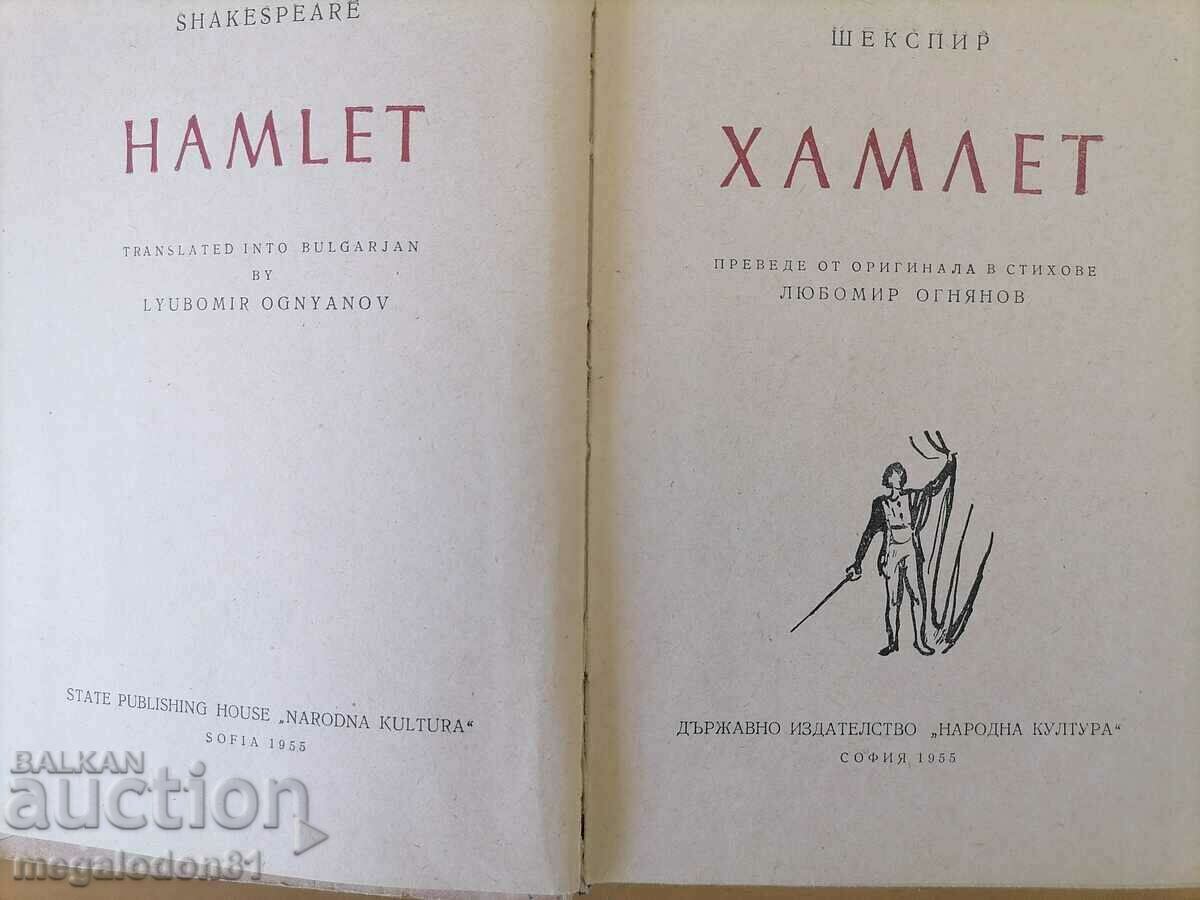 SHAKESPEARE
HAMLET
TRANSLATED INTO BULGARJAN
BY
LYUBOMIR OGNYANOV
STATE PUBLISHING HOUSE „NARODNA KULTURA“
SOFIA 1955
ШЕКСПИР
ХАМЛЕТ
ПРЕВЕДЕ ОТ ОРИГИНАЛА В СТИХОВЕ
ЛЮБОМИР ОГНЯНОВ
ДЪРЖАВНО ИЗДАТЕЛСТВО „НАРОДНА КУЛТУРА“
СОФИЯ, 1955
BALKAN
auction
megalodon81